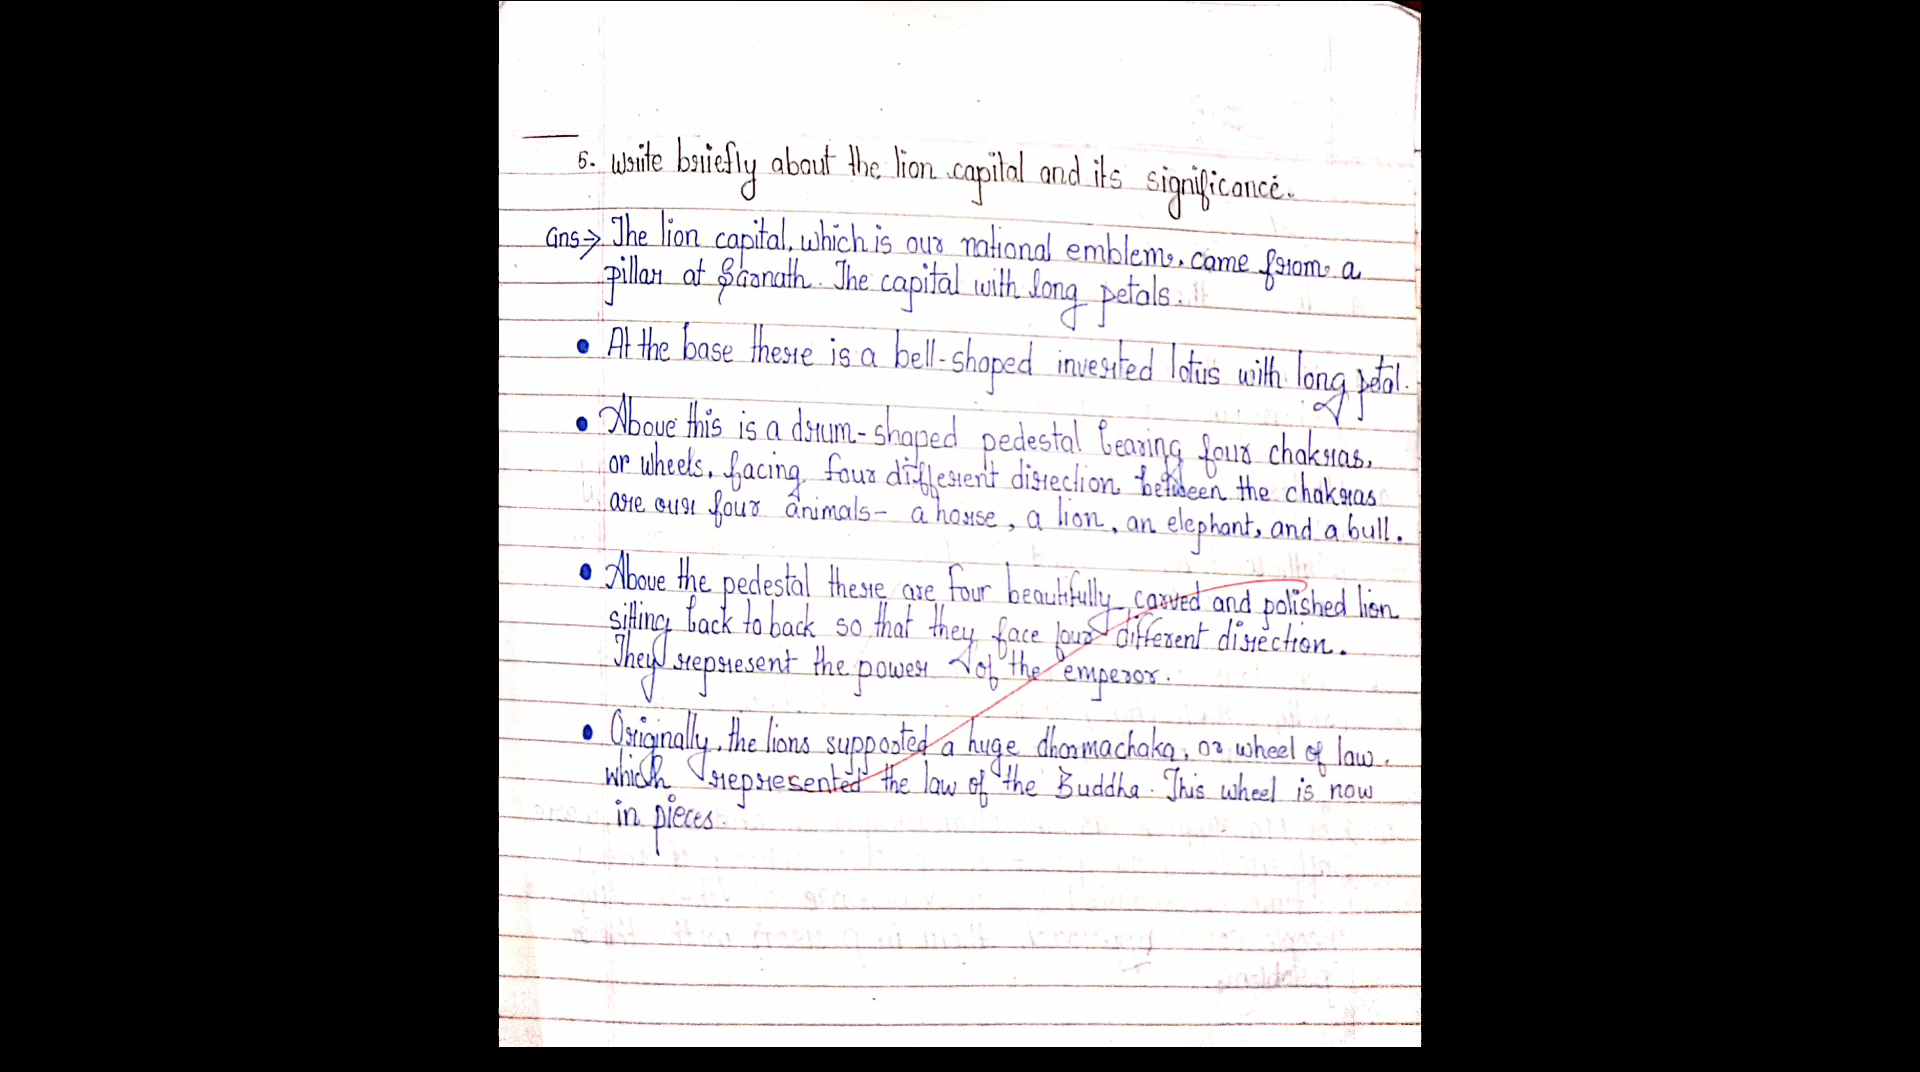 5. Write briefly about the lion capital and its significance.
Ans⇒ The lion capital, which is our national emblem, came from a
pillar at Sarnath. The capital with long petals.
• At the base there is a bell-shaped inverted lotus with long petal.
• Above this is a drum-shaped pedestal bearing four chakras,
or wheels, facing four different direction between the chakras
are our four animals- a horse, a lion, an elephant, and a bull.
• Above the pedestal there are four beautifully carved and polished lion
sitting back to back so that they face four different direction.
They represent the power of the emperor.
• Originally, the lions supported a huge dharmachaka, or wheel of law,
which represented the law of the Buddha. This wheel is now
in pieces.